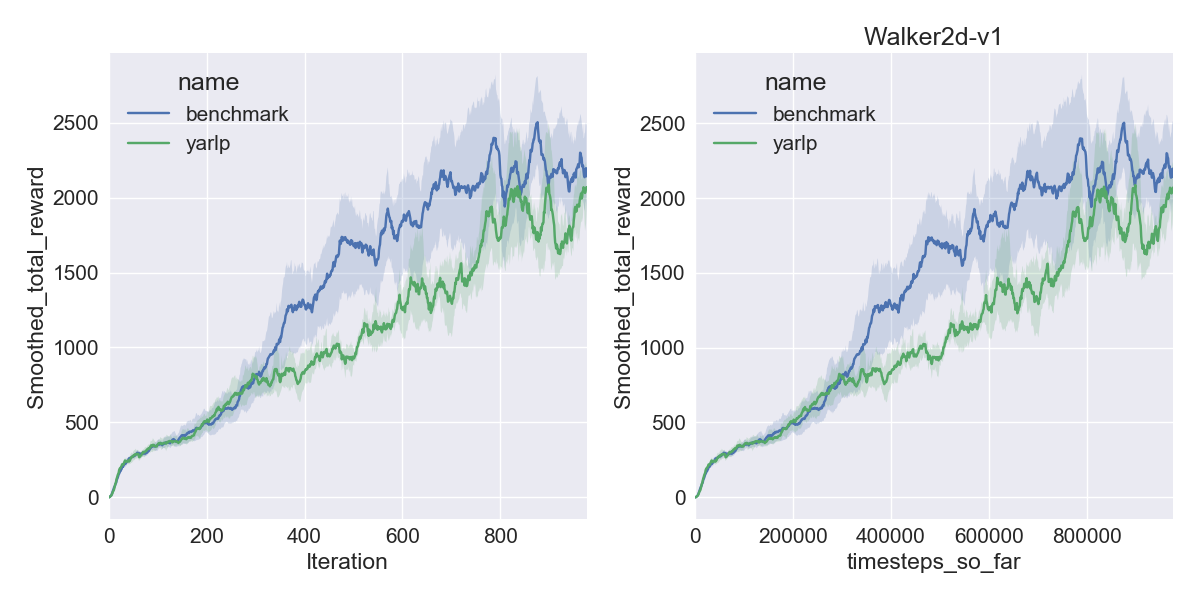 name
benchmark
yarlp
2500
2000
1500
1000
500
0
Smoothed_total_reward
0 200 400 600 800
Iteration
Walker2d-v1
name
benchmark
yarlp
2500
2000
1500
1000
500
0
Smoothed_total_reward
0 200000 400000 600000 800000
timesteps_so_far